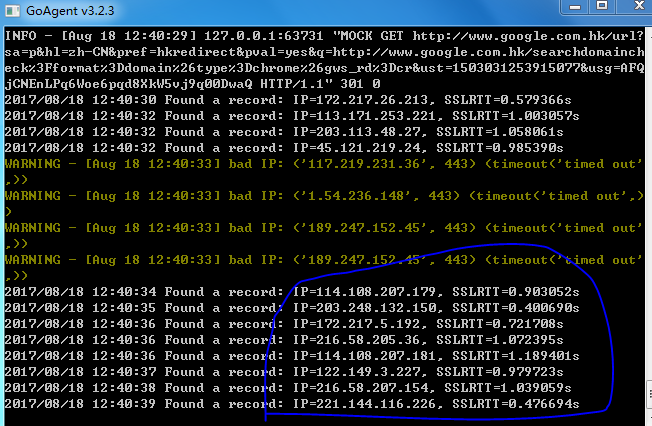 GoAgent v3.2.3
INFO - [Aug 18 12:40:29] 127.0.0.1:63731 "MOCK GET http://www.google.com.hk/url?
sa=p&hl=zh-CN&pref=hkredirect&pval=yes&q=http://www.google.com.hk/searchdomainch
eck%3Fformat%3Ddomain%26type%3Dchrome%26gws_rd%3Dcr&ust=1503031253915077&usg=AFQ
jCNEnLPq6Woe6pqd8XkW5vj9q00DwaQ HTTP/1.1" 301 0
2017/08/18 12:40:30 Found a record: IP=172.217.26.213, SSLRTT=0.579366s
2017/08/18 12:40:32 Found a record: IP=113.171.253.221, SSLRTT=1.003057s
2017/08/18 12:40:32 Found a record: IP=203.113.48.27, SSLRTT=1.058061s
2017/08/18 12:40:32 Found a record: IP=45.121.219.24, SSLRTT=0.985390s
WARNING - [Aug 18 12:40:33] bad IP: ('117.219.231.36', 443) (timeout('timed out'
,))
WARNING - [Aug 18 12:40:33] bad IP: ('1.54.236.148', 443) (timeout('timed out',)
)
WARNING - [Aug 18 12:40:33] bad IP: ('189.247.152.45', 443) (timeout('timed out'
,))
WARNING - [Aug 18 12:40:33] bad IP: ('189.247.152.45', 443) (timeout('timed out'
,))
2017/08/18 12:40:34 Found a record: IP=114.108.207.179, SSLRTT=0.903052s
2017/08/18 12:40:35 Found a record: IP=203.248.132.150, SSLRTT=0.400690s
2017/08/18 12:40:36 Found a record: IP=172.217.5.192, SSLRTT=0.721708s
2017/08/18 12:40:36 Found a record: IP=216.58.205.36, SSLRTT=1.072395s
2017/08/18 12:40:36 Found a record: IP=114.108.207.181, SSLRTT=1.189401s
2017/08/18 12:40:37 Found a record: IP=122.149.3.227, SSLRTT=0.979723s
2017/08/18 12:40:38 Found a record: IP=216.58.207.154, SSLRTT=1.039059s
2017/08/18 12:40:39 Found a record: IP=221.144.116.226, SSLRTT=0.476694s